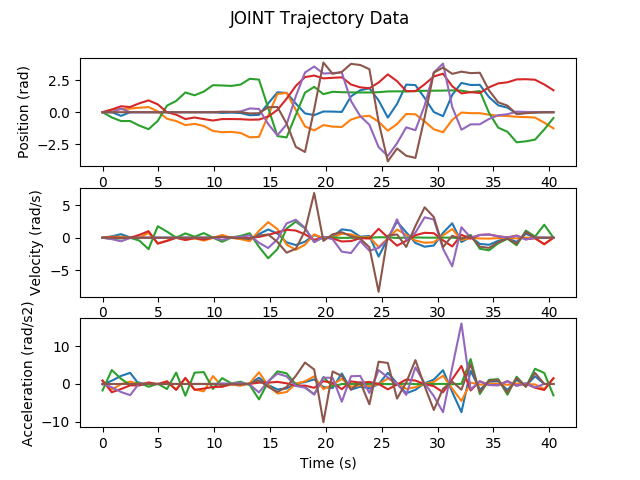 JOINT Trajectory Data
Position (rad)
2.5
0.0
−2.5
0 5 10 15 20 25 30 35 40
Velocity (rad/s)
5
0
−5
0 5 10 15 20 25 30 35 40
Acceleration (rad/s2)
10
0
−10
0 5 10 15 20 25 30 35 40
Time (s)